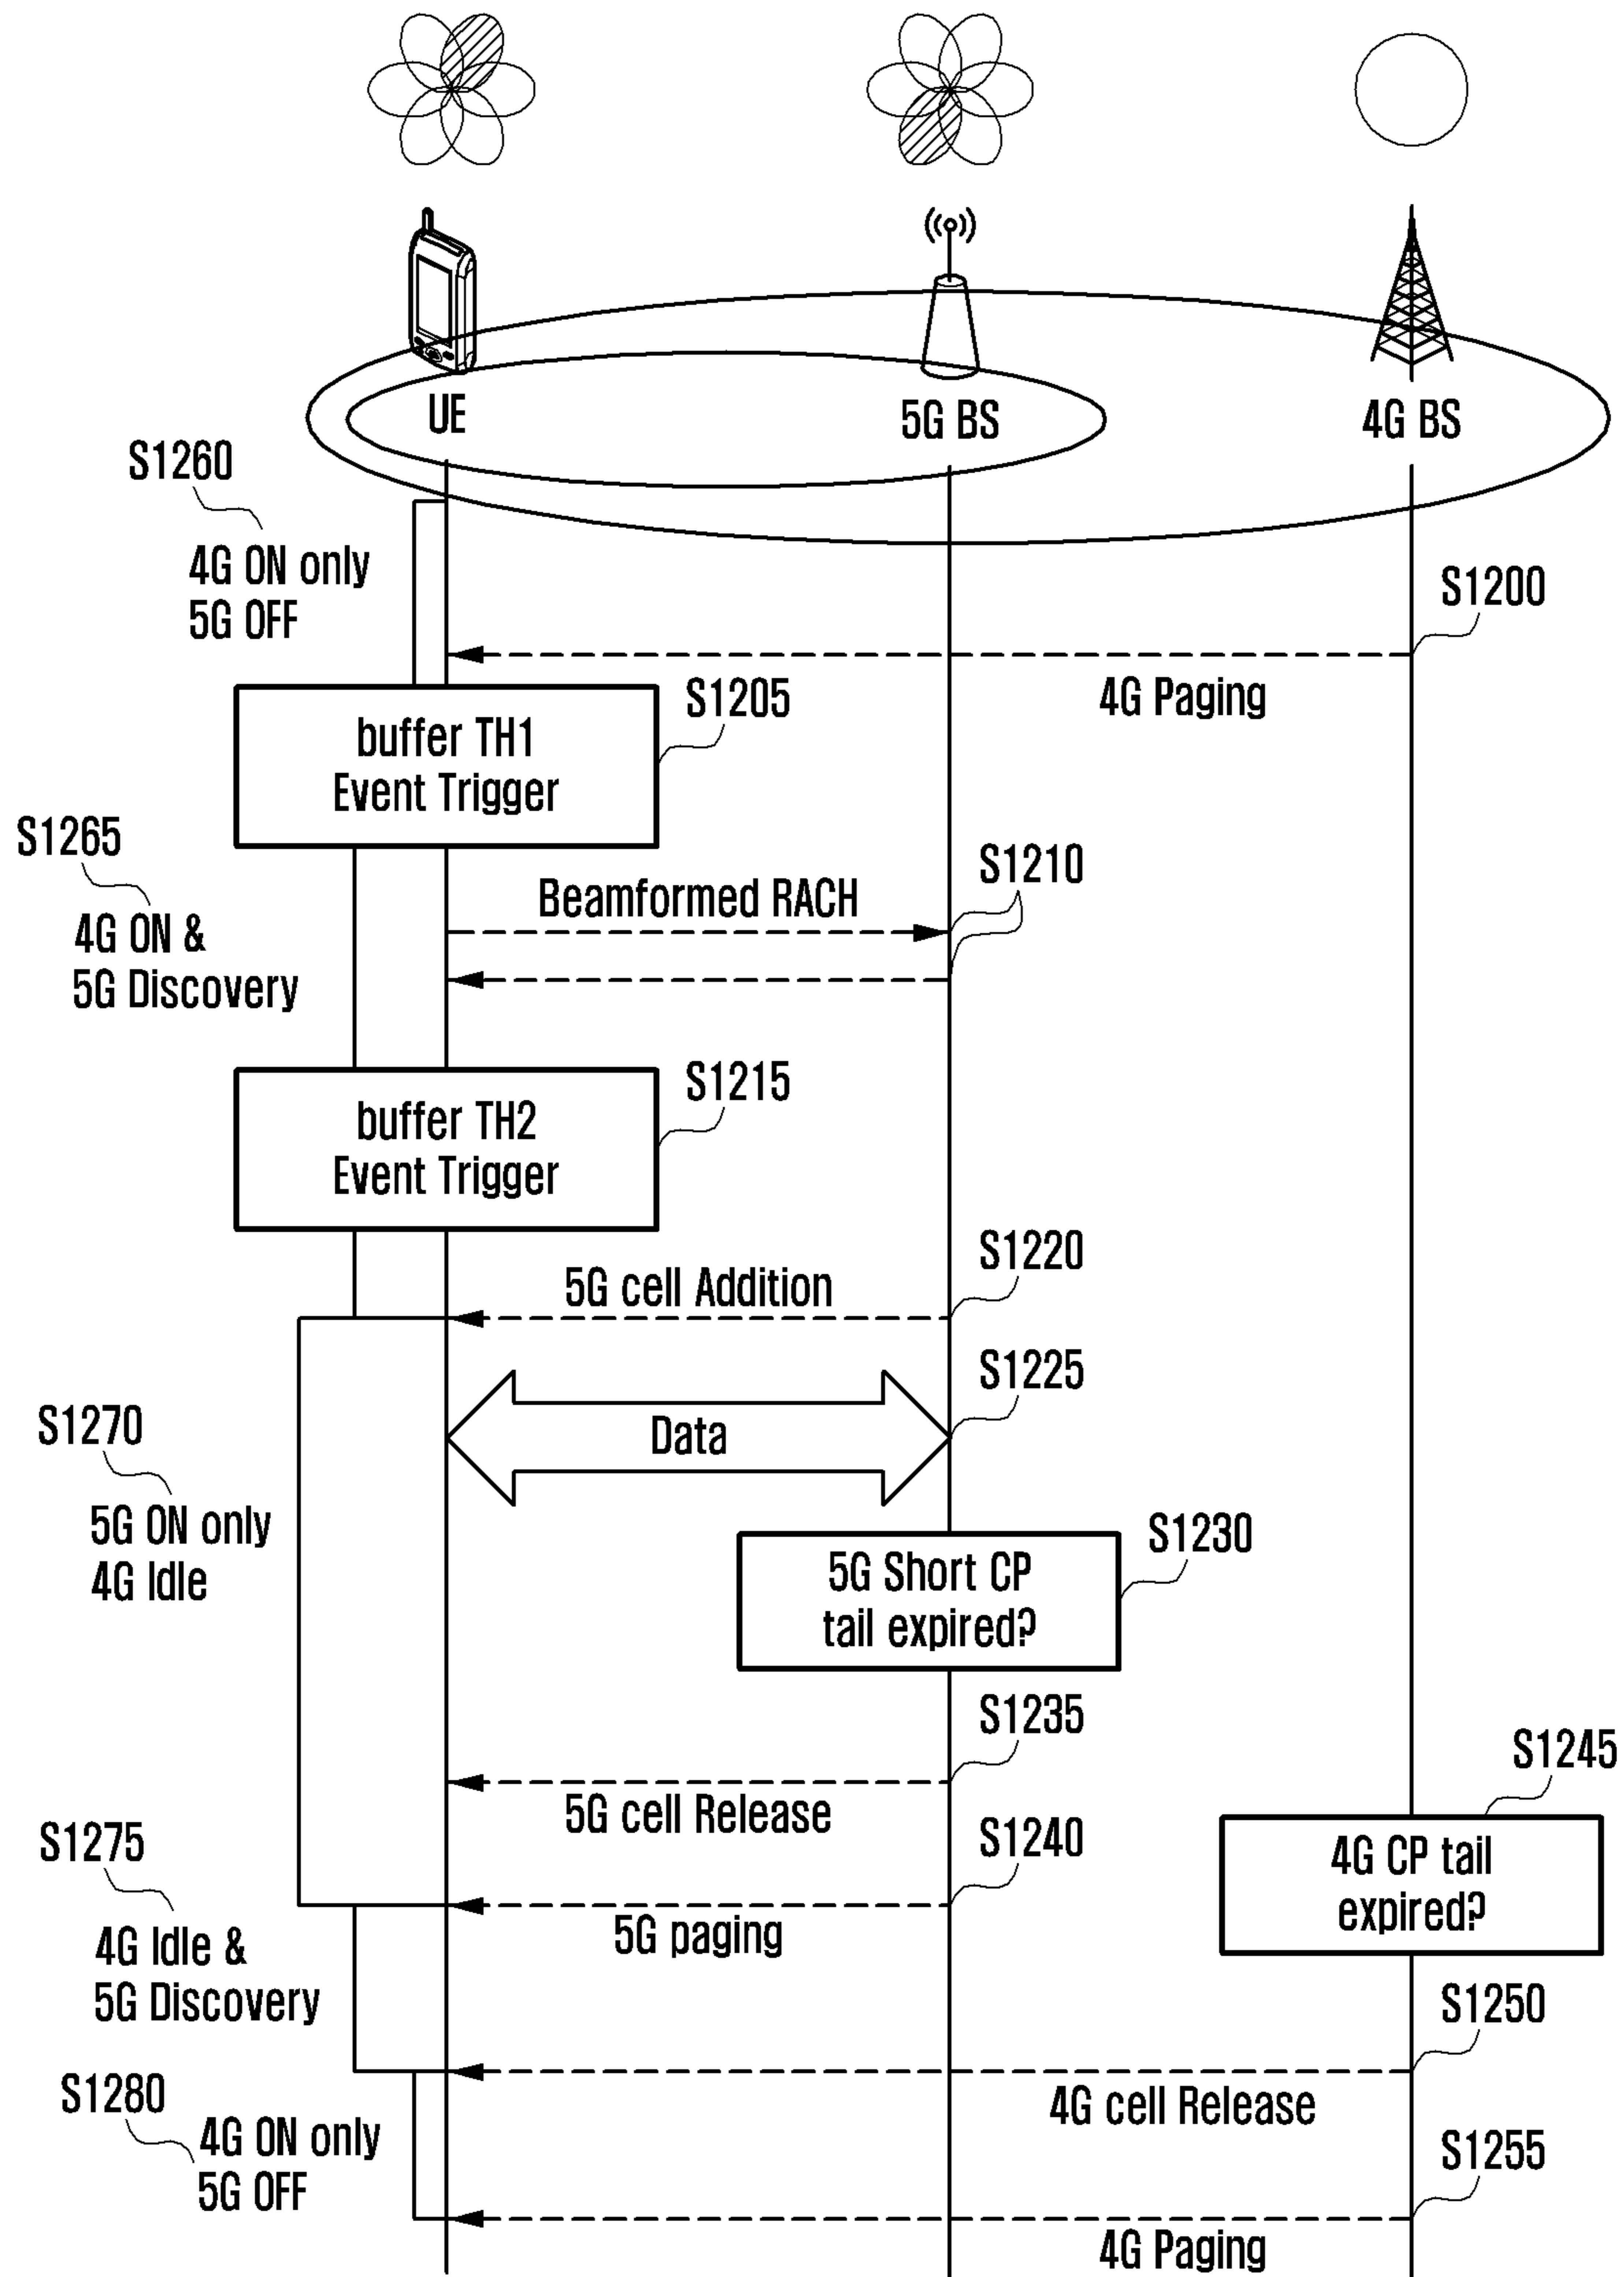 UE
5G BS
4G BS
S1260
4G ON only
5G OFF
S1200
4G Paging
S1205
buffer TH1
Event Trigger
S1265
4G ON &
5G Discovery
S1210
Beamformed RACH
S1215
buffer TH2
Event Trigger
S1220
5G cell Addition
S1225
Data
S1270
5G ON only
4G Idle
S1230
5G Short CP
tail expired?
S1235
5G cell Release
S1245
4G CP tail
expired?
S1240
5G paging
S1275
4G Idle &
5G Discovery
S1250
4G cell Release
S1280
4G ON only
5G OFF
S1255
4G Paging